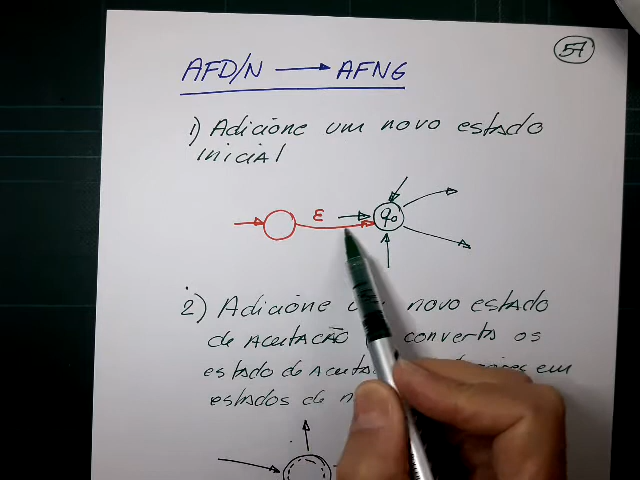 57
AFD/N → AFNG
1) Adicione um novo estado
inicial
ε
q0
2) Adicione um novo estado
de aceitação converta os
estado de em
estados de